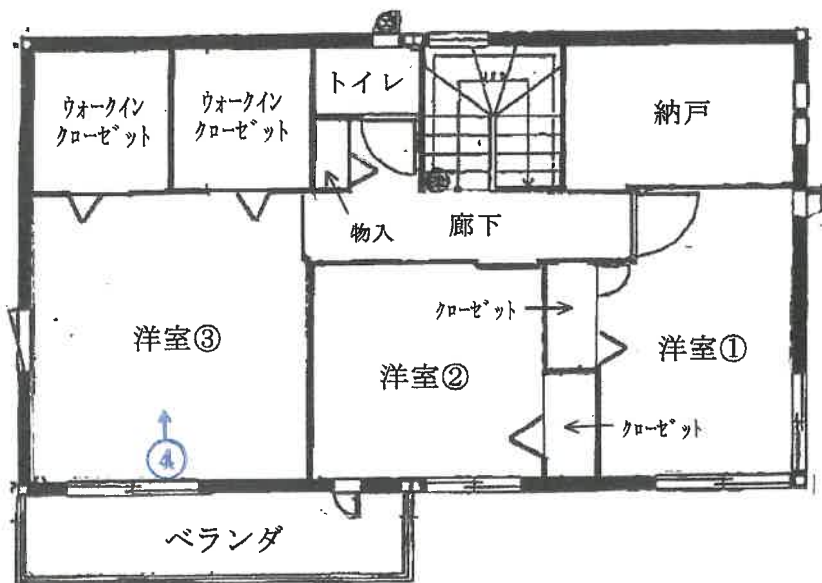 ウォークイン
クローゼット
ウォークイン
クローゼット
トイレ
納戸
物入
廊下
クローゼット
洋室③
洋室②
洋室①
クローゼット
④
ベランダ